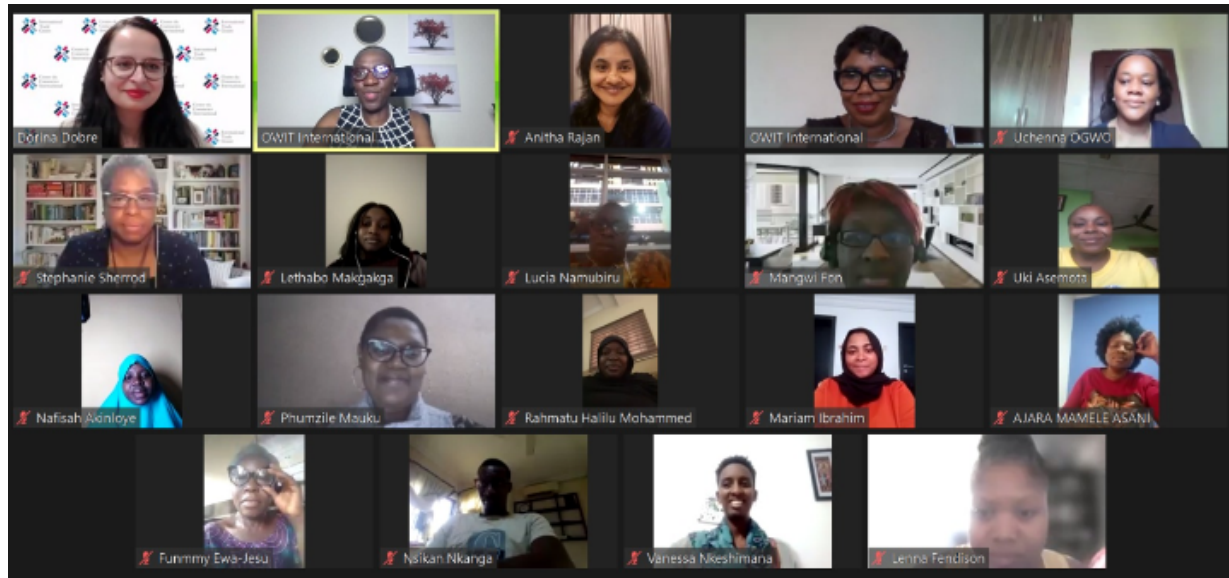 Dorina Dobre
OWIT International
Anitha Rajan
OWIT International
Uchenna OGWO
Stephanie Sherrod
Lethabo Makgakga
Lucia Namubiru
Mangwi Fon
Uki Asemota
Nafisah Akinloye
Phumzile Mauku
Rahmatu Halilu Mohammed
Mariam Ibrahim
AJARA MAMELE ASANI
Funmmy Ewa-Jesu
Nsikan Nkanga
Vanessa Nkeshimana
Lenna Fendison